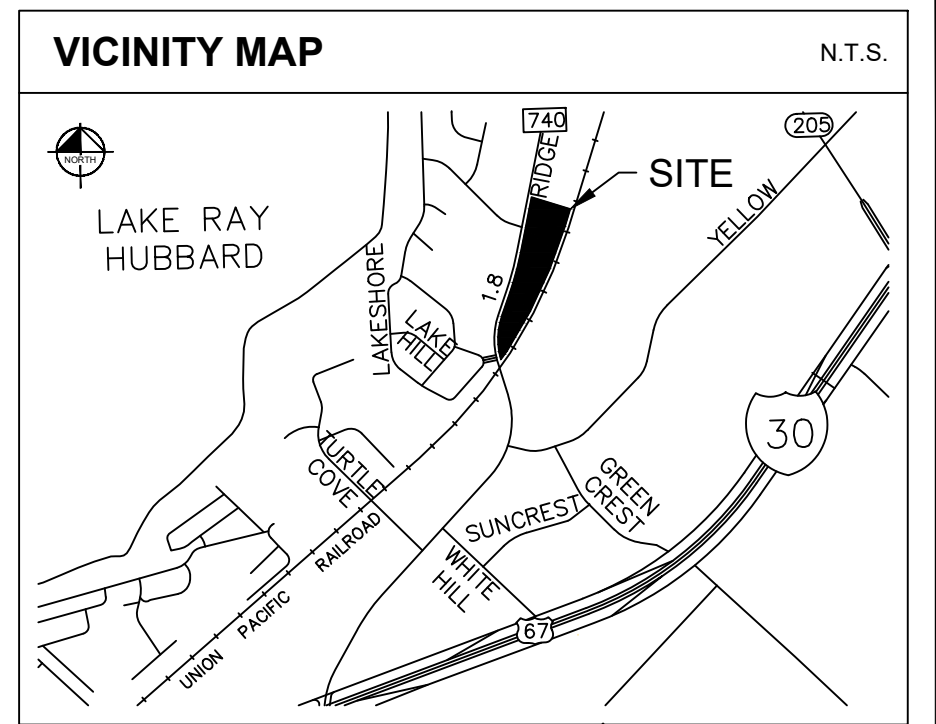 VICINITY MAP
N.T.S.
NORTH
LAKE RAY
HUBBARD
740
RIDGE
SITE
205
YELLOW
1.8
LAKESHORE
LAKE
HILL
30
TURTLE
COVE
GREEN
CREST
SUNCREST
WHITE
HILL
67
UNION PACIFIC RAILROAD